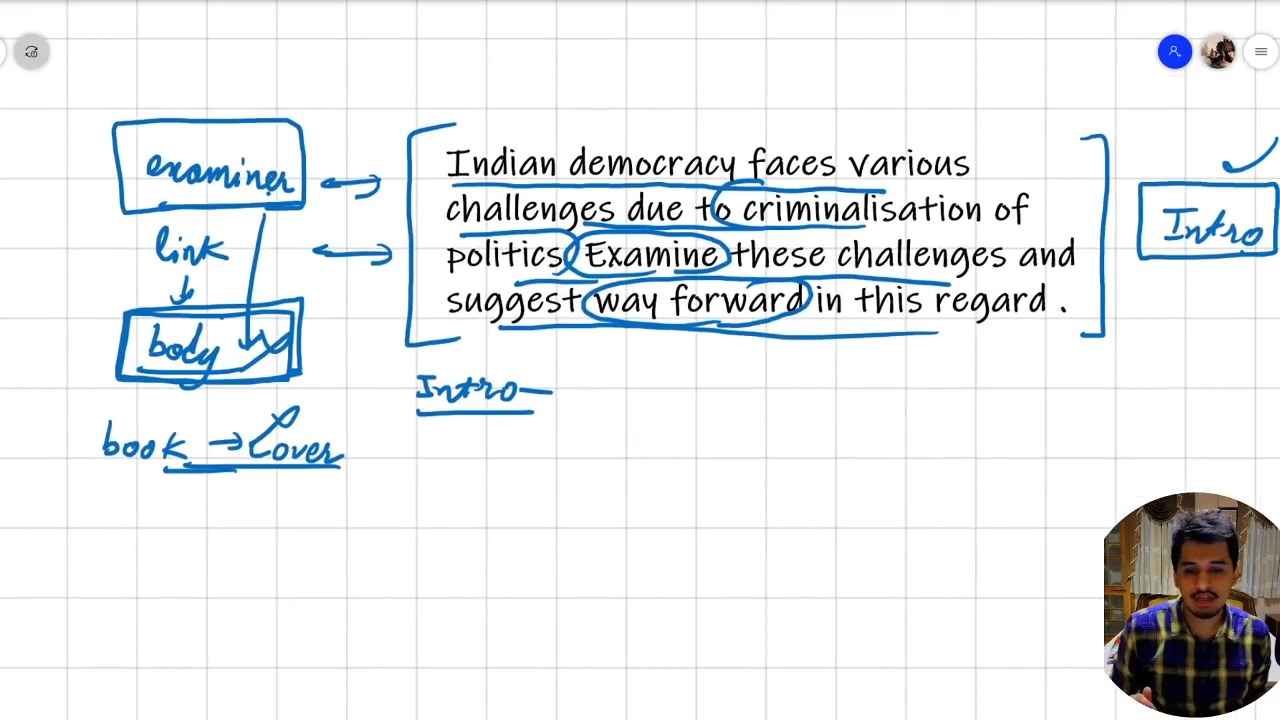 examiner
link
body
book → Cover
Indian democracy faces various
challenges due to criminalisation of
politics. Examine these challenges and
suggest way forward in this regard .
Intro
Intro —